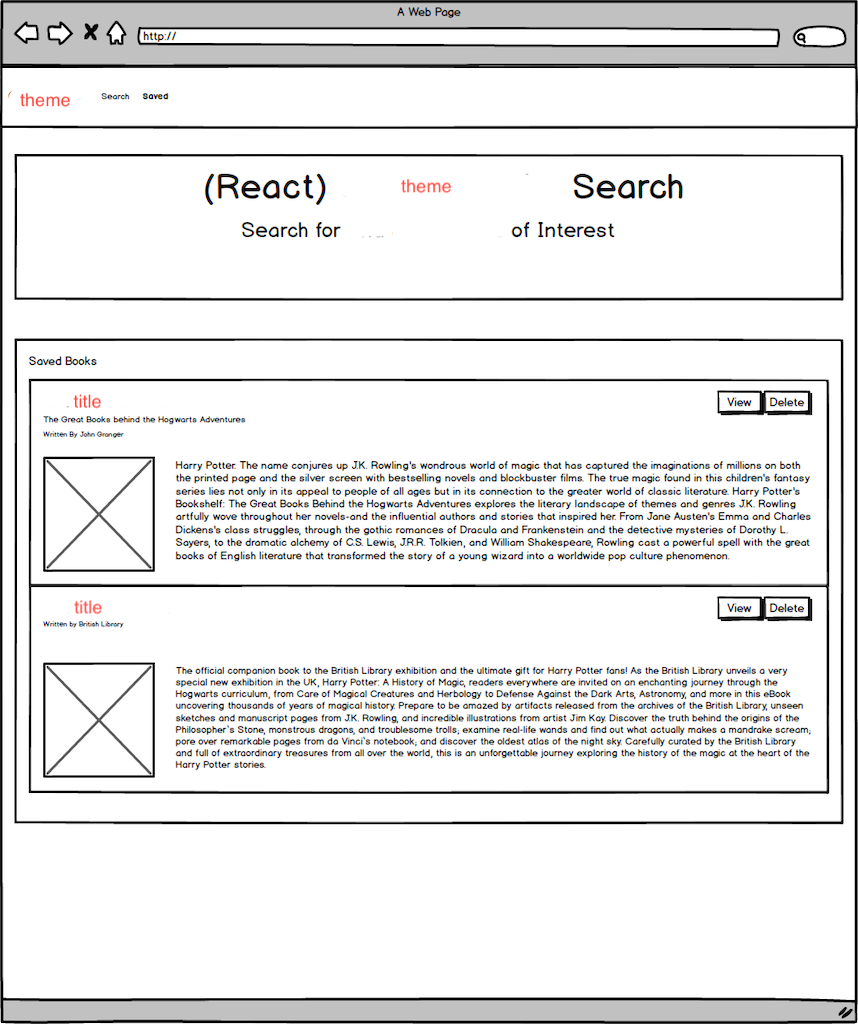 A Web Page
http://
theme Search Saved
(React) theme Search
Search for of Interest
Saved Books
title View Delete
The Great Books behind the Hogwarts Adventures
Written By John Granger
Harry Potter. The name conjures up J.K. Rowling's wondrous world of magic that has captured the imaginations of millions on both
the printed page and the silver screen with bestselling novels and blockbuster films. The true magic found in this children's fantasy
series lies not only in its appeal to people of all ages but in its connection to the greater world of classic literature. Harry Potter's
Bookshelf: The Great Books Behind the Hogwarts Adventures explores the literary landscape of themes and genres J.K. Rowling
artfully wove throughout her novels-and the influential authors and stories that inspired her. From Jane Austen's Emma and Charles
Dickens's class struggles, through the gothic romances of Dracula and Frankenstein and the detective mysteries of Dorothy L.
Sayers, to the dramatic alchemy of C.S. Lewis, J.R.R. Tolkien, and William Shakespeare, Rowling cast a powerful spell with the great
books of English literature that transformed the story of a young wizard into a worldwide pop culture phenomenon.
title View Delete
Written by British Library
The official companion book to the British Library exhibition and the ultimate gift for Harry Potter fans! As the British Library unveils a very
special new exhibition in the UK, Harry Potter: A History of Magic, readers everywhere are invited on an enchanting journey through the
Hogwarts curriculum, from Care of Magical Creatures and Herbology to Defense Against the Dark Arts, Astronomy, and more in this eBook
uncovering thousands of years of magical history. Prepare to be amazed by artifacts released from the archives of the British Library, unseen
sketches and manuscript pages from J.K. Rowling, and incredible illustrations from artist Jim Kay. Discover the truth behind the origins of the
Philosopher's Stone, monstrous dragons, and troublesome trolls; examine real-life wands and find out what actually makes a mandrake scream;
pore over remarkable pages from da Vinci's notebook; and discover the oldest atlas of the night sky. Carefully curated by the British Library
and full of extraordinary treasures from all over the world, this is an unforgettable journey exploring the history of the magic at the heart of the
Harry Potter stories.